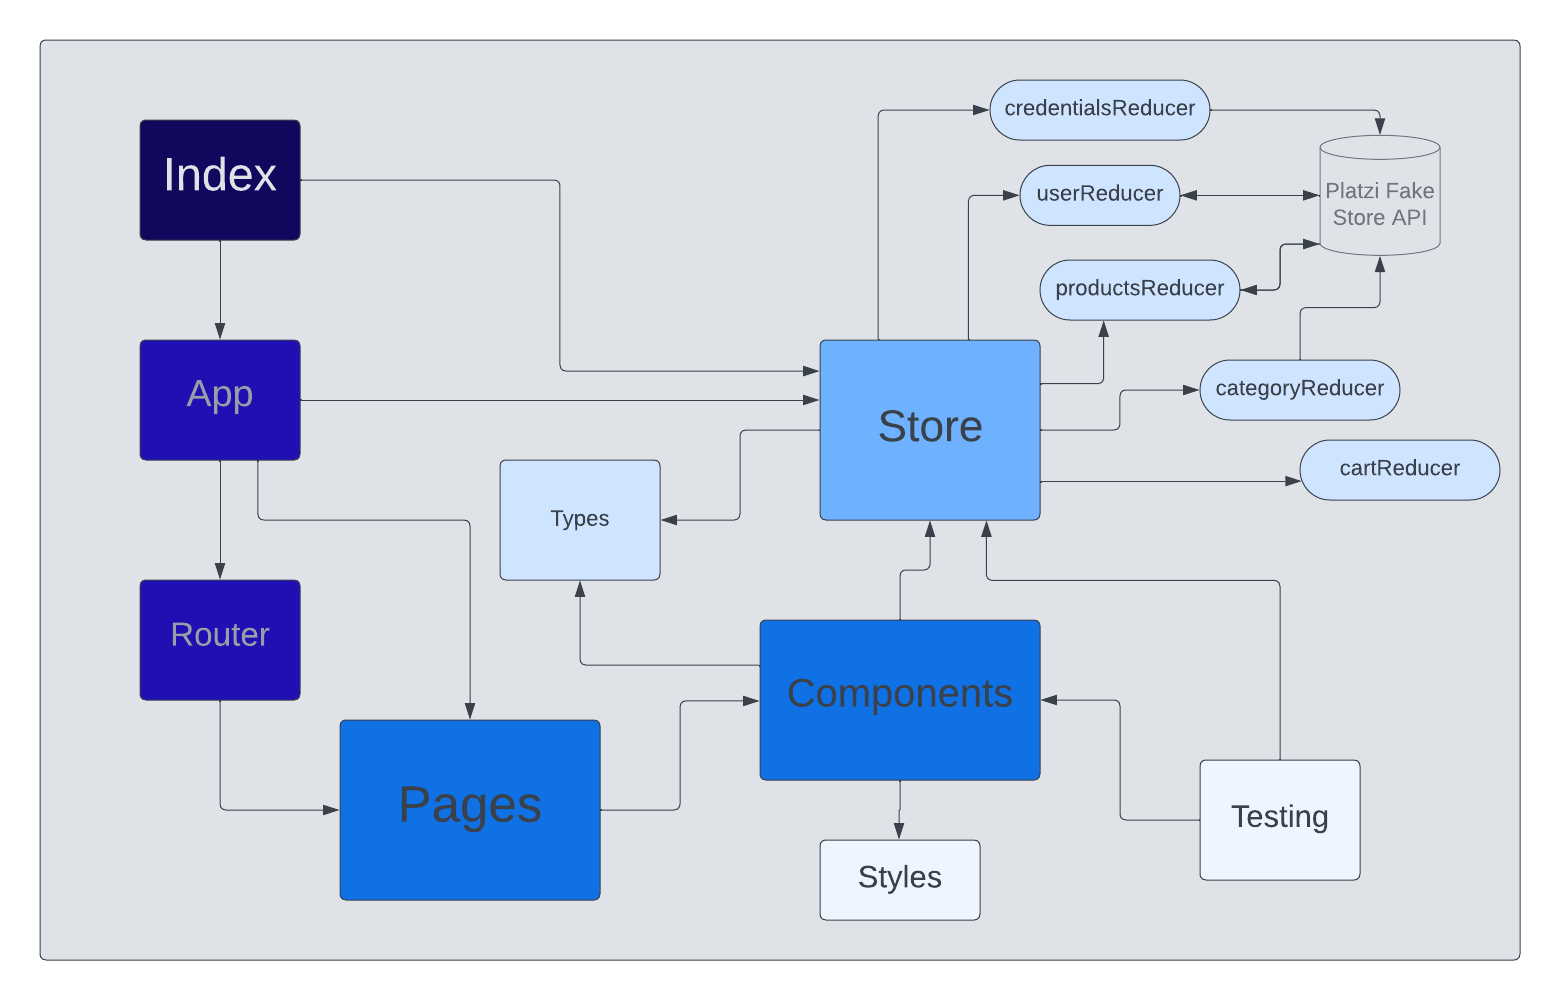 Index
credentialsReducer
userReducer
Platzi Fake
Store API
productsReducer
App
Store
categoryReducer
cartReducer
Types
Router
Components
Pages
Testing
Styles